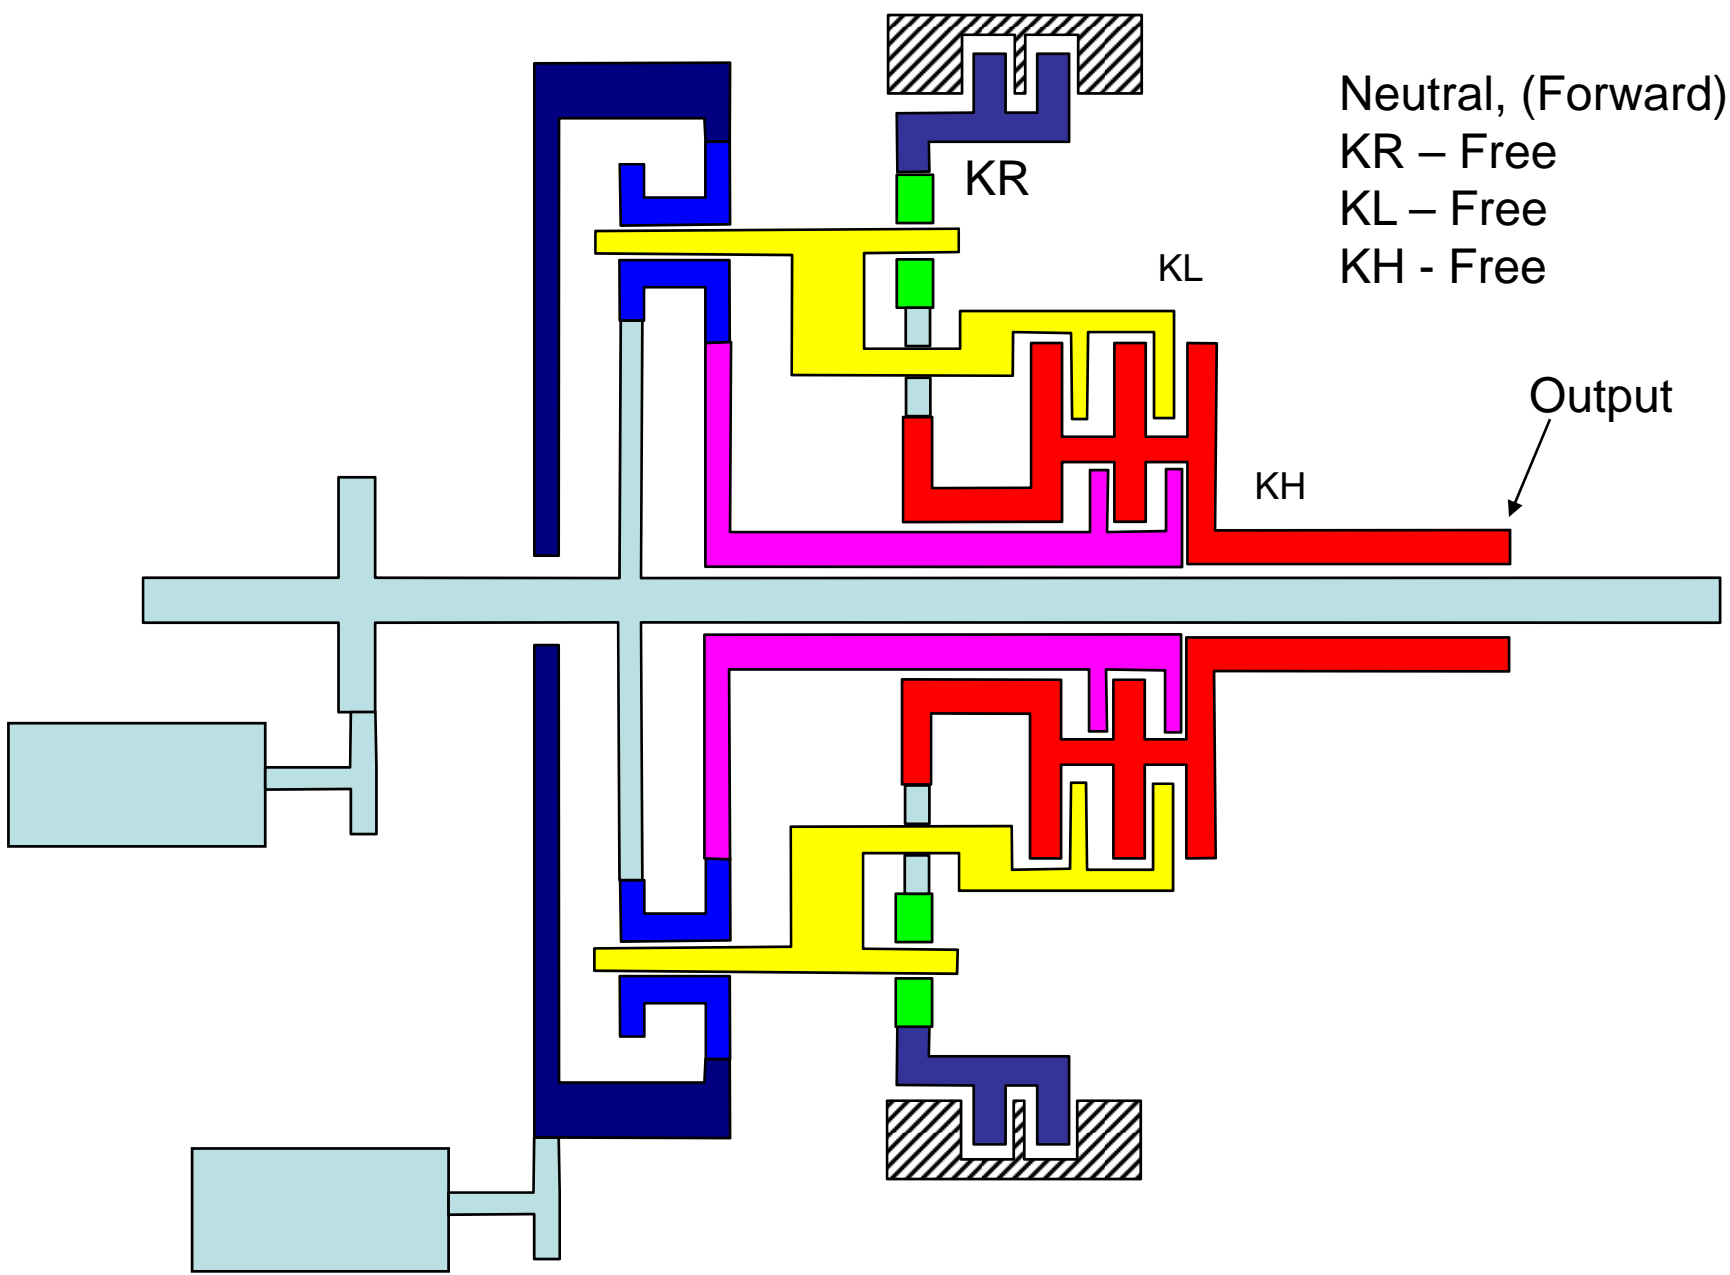 Neutral, (Forward)
KR – Free
KL – Free
KH - Free
KR
KL
Output
KH